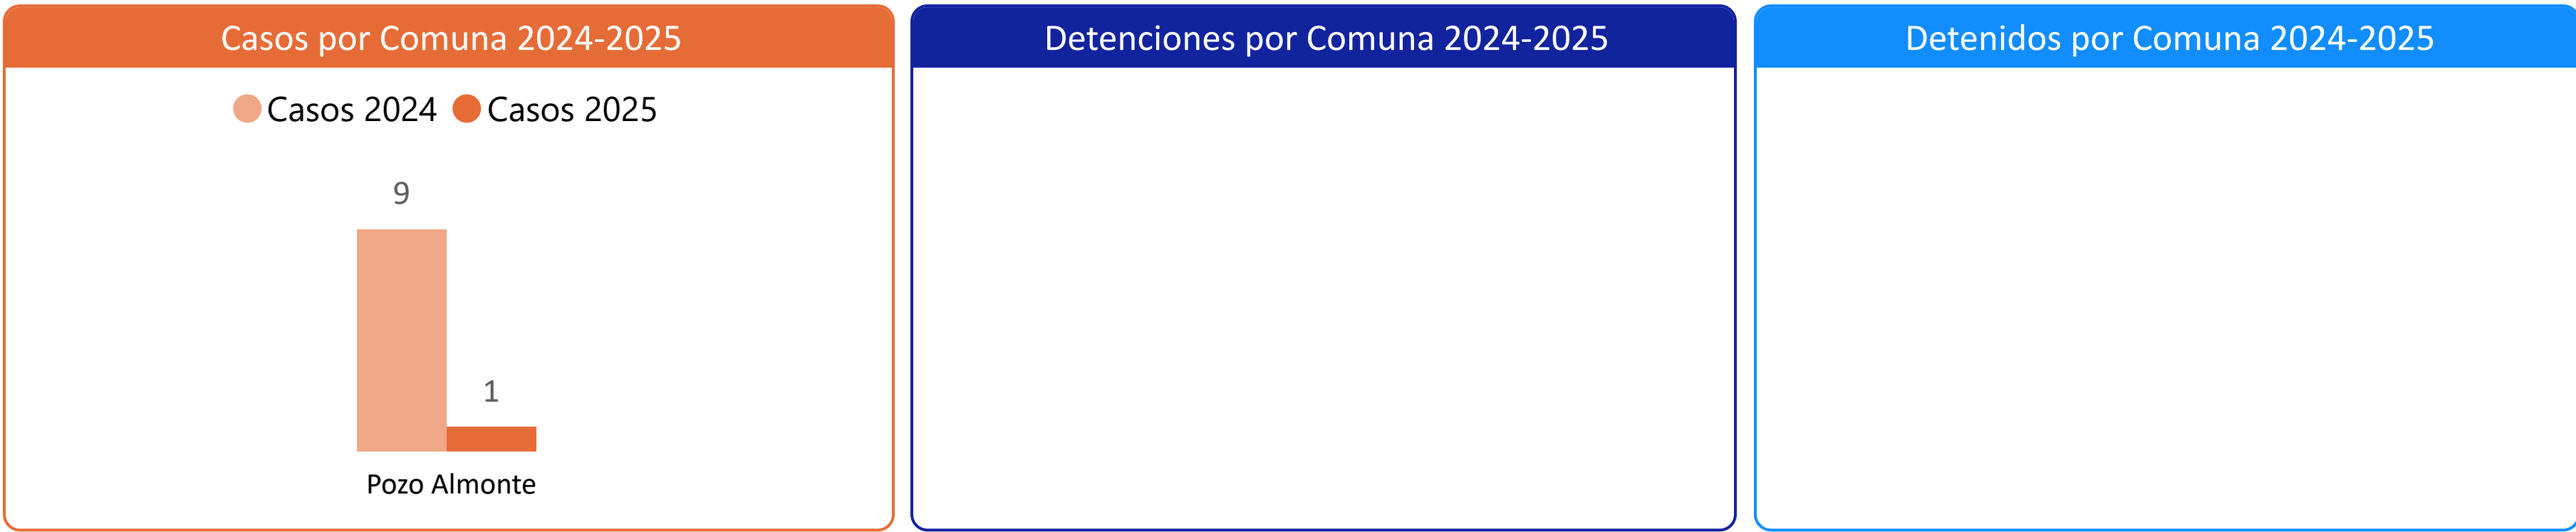 Casos por Comuna 2024-2025
Casos 2024 Casos 2025
9
1
Pozo Almonte
Detenciones por Comuna 2024-2025
Detenidos por Comuna 2024-2025